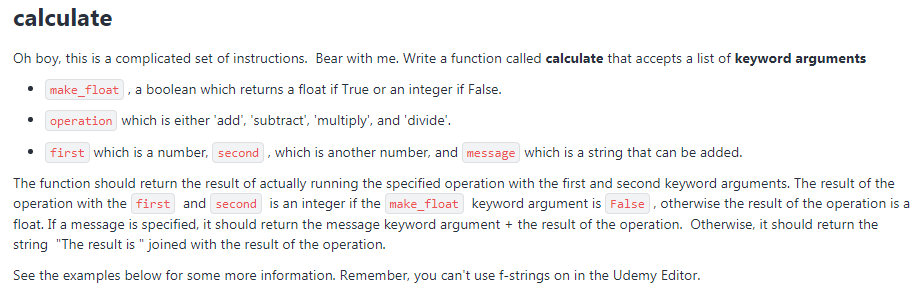 calculate
Oh boy, this is a complicated set of instructions.  Bear with me. Write a function called calculate that accepts a list of keyword arguments
make_float , a boolean which returns a float if True or an integer if False.
operation which is either 'add', 'subtract', 'multiply', and 'divide'.
first which is a number, second , which is another number, and message which is a string that can be added.
The function should return the result of actually running the specified operation with the first and second keyword arguments. The result of the
operation with the first and second is an integer if the make_float keyword argument is False , otherwise the result of the operation is a
float. If a message is specified, it should return the message keyword argument + the result of the operation.  Otherwise, it should return the
string  "The result is " joined with the result of the operation.
See the examples below for some more information. Remember, you can't use f-strings on in the Udemy Editor.